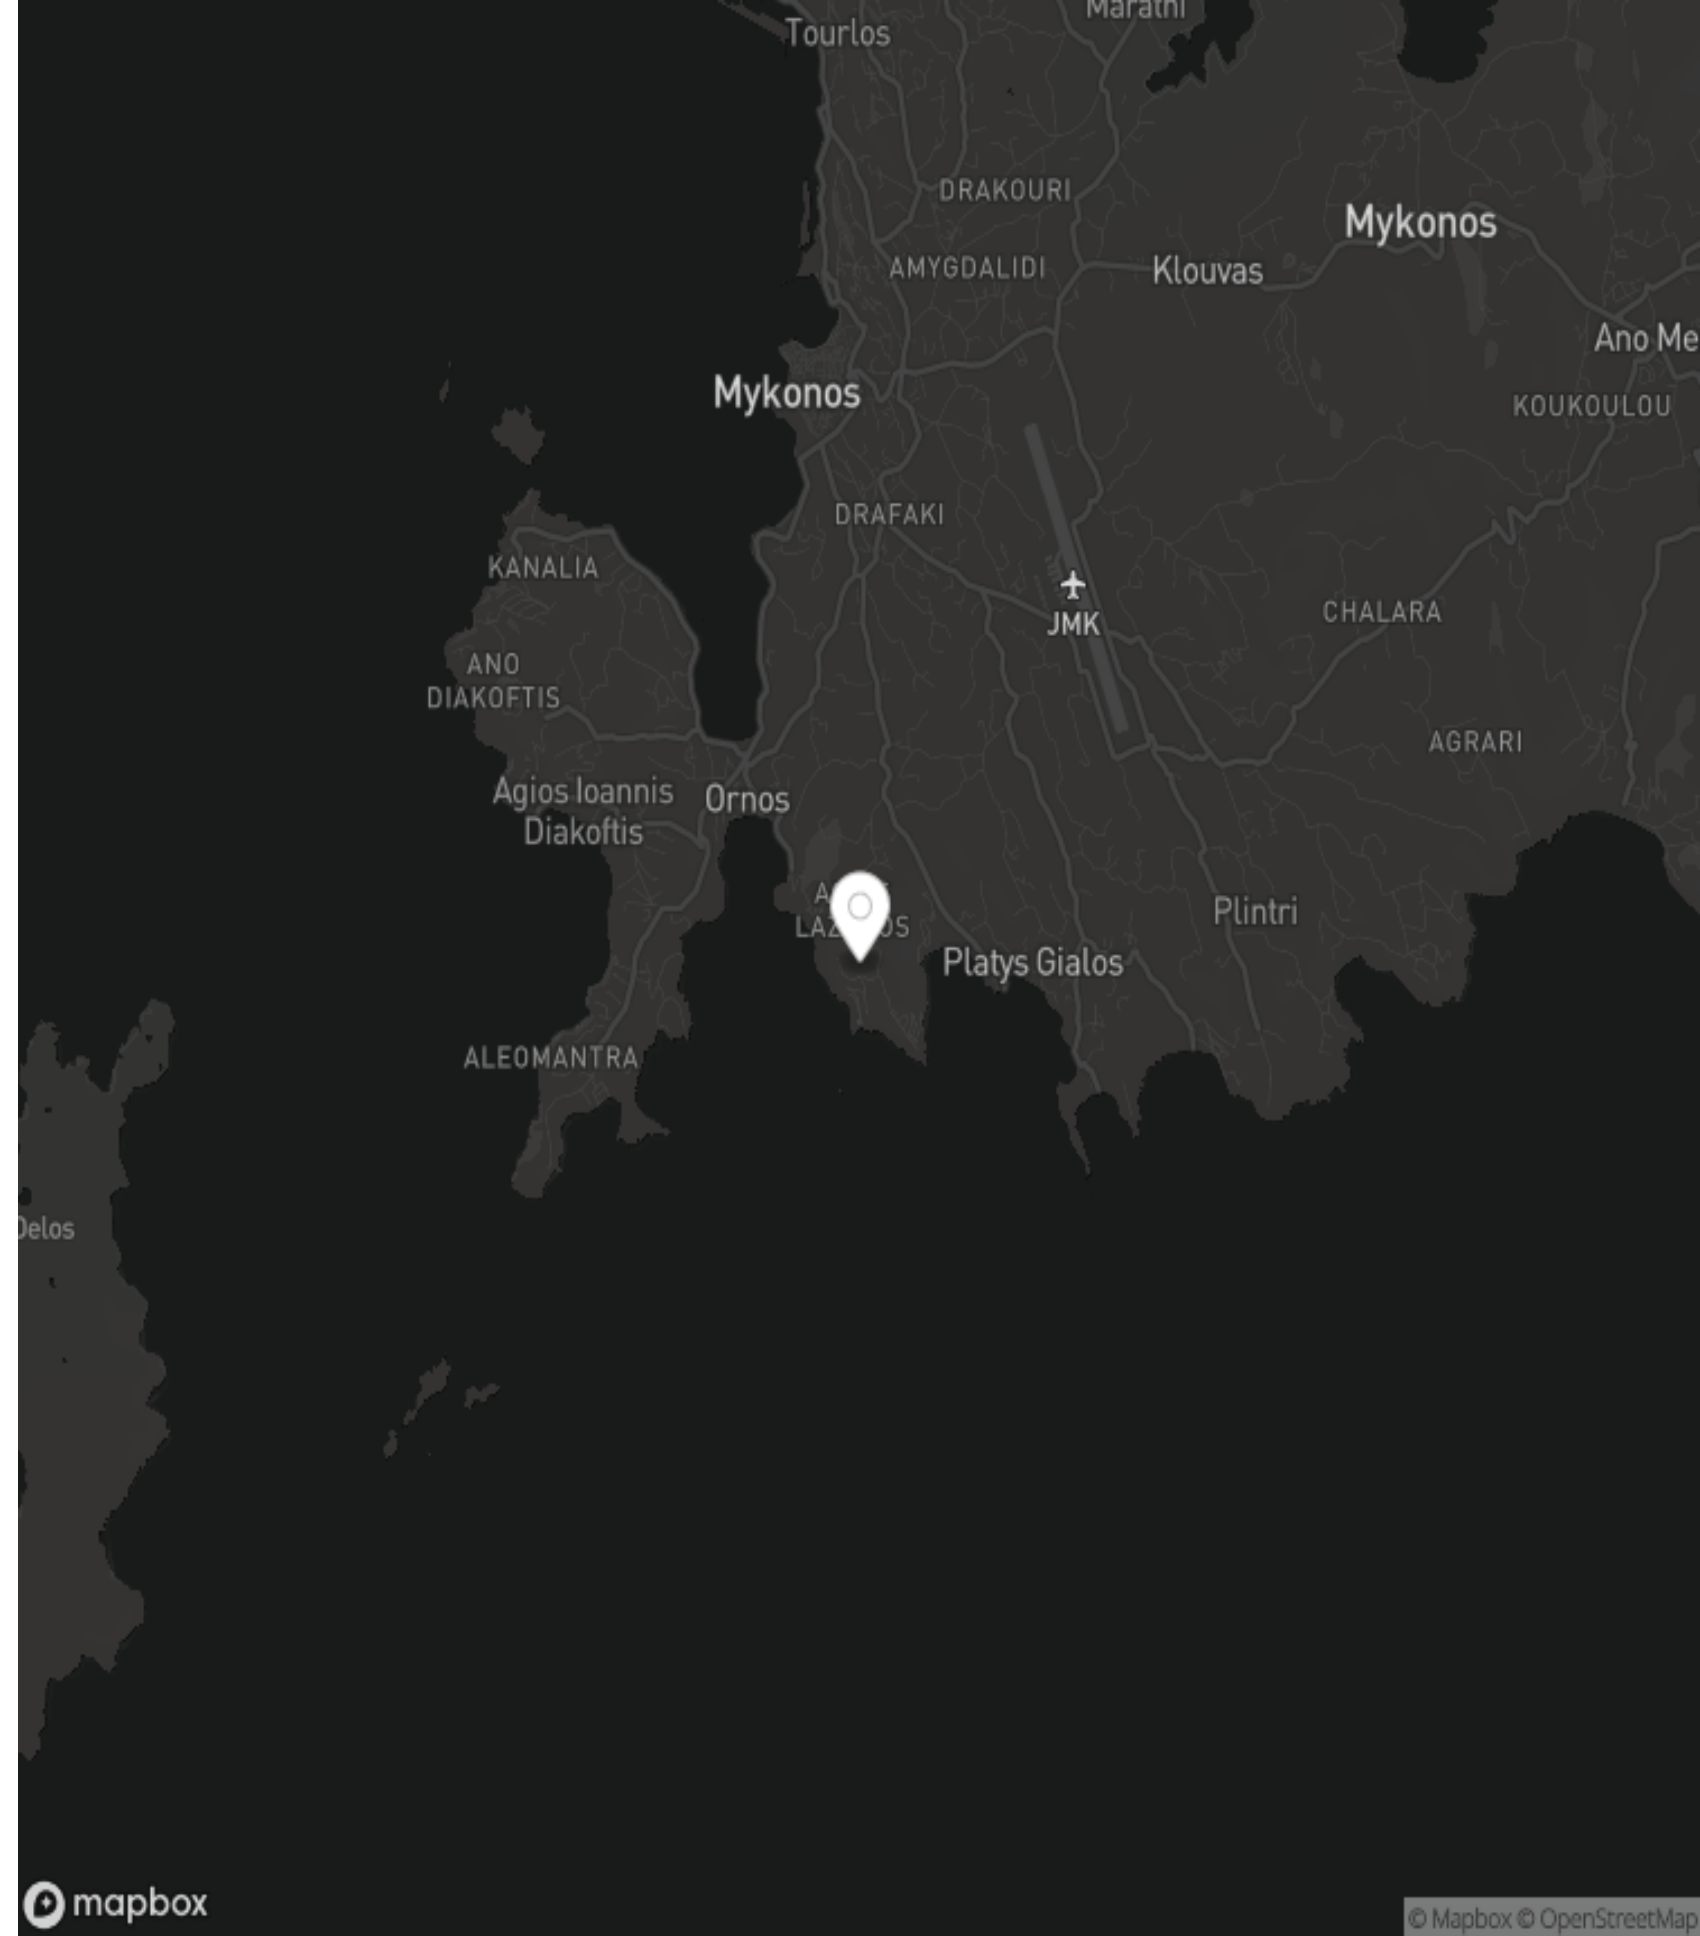 Marathi
Tourlos
DRAKOURI
Mykonos
AMYGDALIDI
Klouvas
Ano Me
Mykonos
KOUKOULOU
DRAFAKI
KANALIA
JMK
CHALARA
ANO
DIAKOFTIS
AGRARI
Agios Ioannis
Diakoftis
Ornos
Plintri
Platys Gialos
ALEOMANTRA
Delos
mapbox
© Mapbox © OpenStreetMap